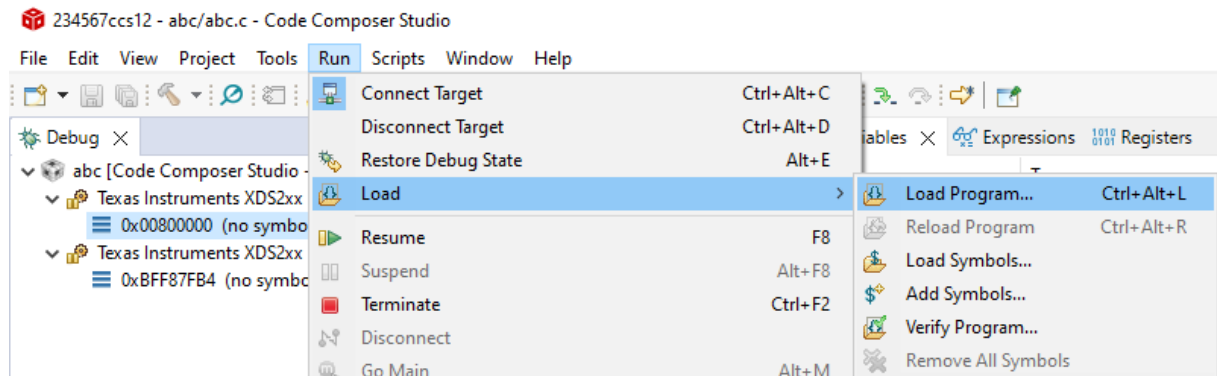 234567ccs12 - abc/abc.c - Code Composer Studio
File Edit View Project Tools Run Scripts Window Help
Connect Target Ctrl+Alt+C
Debug Disconnect Target Ctrl+Alt+D Expressions Registers
abc [Code Composer Studio - Restore Debug State Alt+E
Texas Instruments XDS2xx Load Load Program... Ctrl+Alt+L
0x00800000 (no Resume F8 Reload Program Ctrl+Alt+R
Texas Instruments XDS2xx Suspend Alt+F8 Load Symbols...
0xBFF87FB4 (no Terminate Ctrl+F2 Add Symbols...
Disconnect Verify Program...
Go Main Alt+M Remove All Symbols